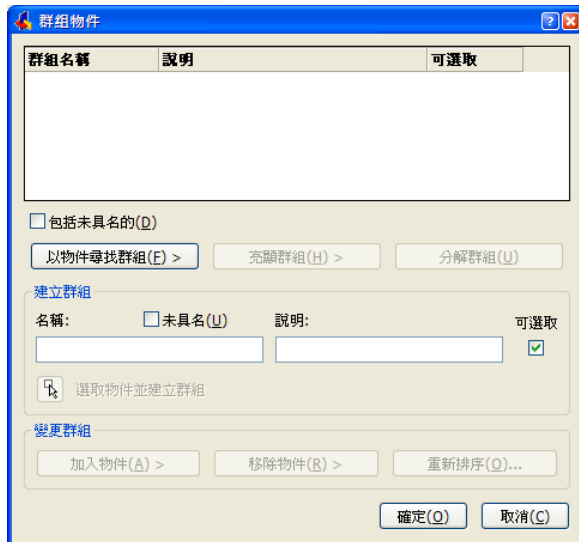 群組物件
群組名稱 說明 可選取
包括未具名的(D)
以物件尋找群組(F) > 亮顯群組(H) > 分解群組(U)
建立群組
名稱: 未具名(U) 說明: 可選取
選取物件並建立群組
變更群組
加入物件(A) > 移除物件(R) > 重新排序(O)...
確定(O) 取消(C)